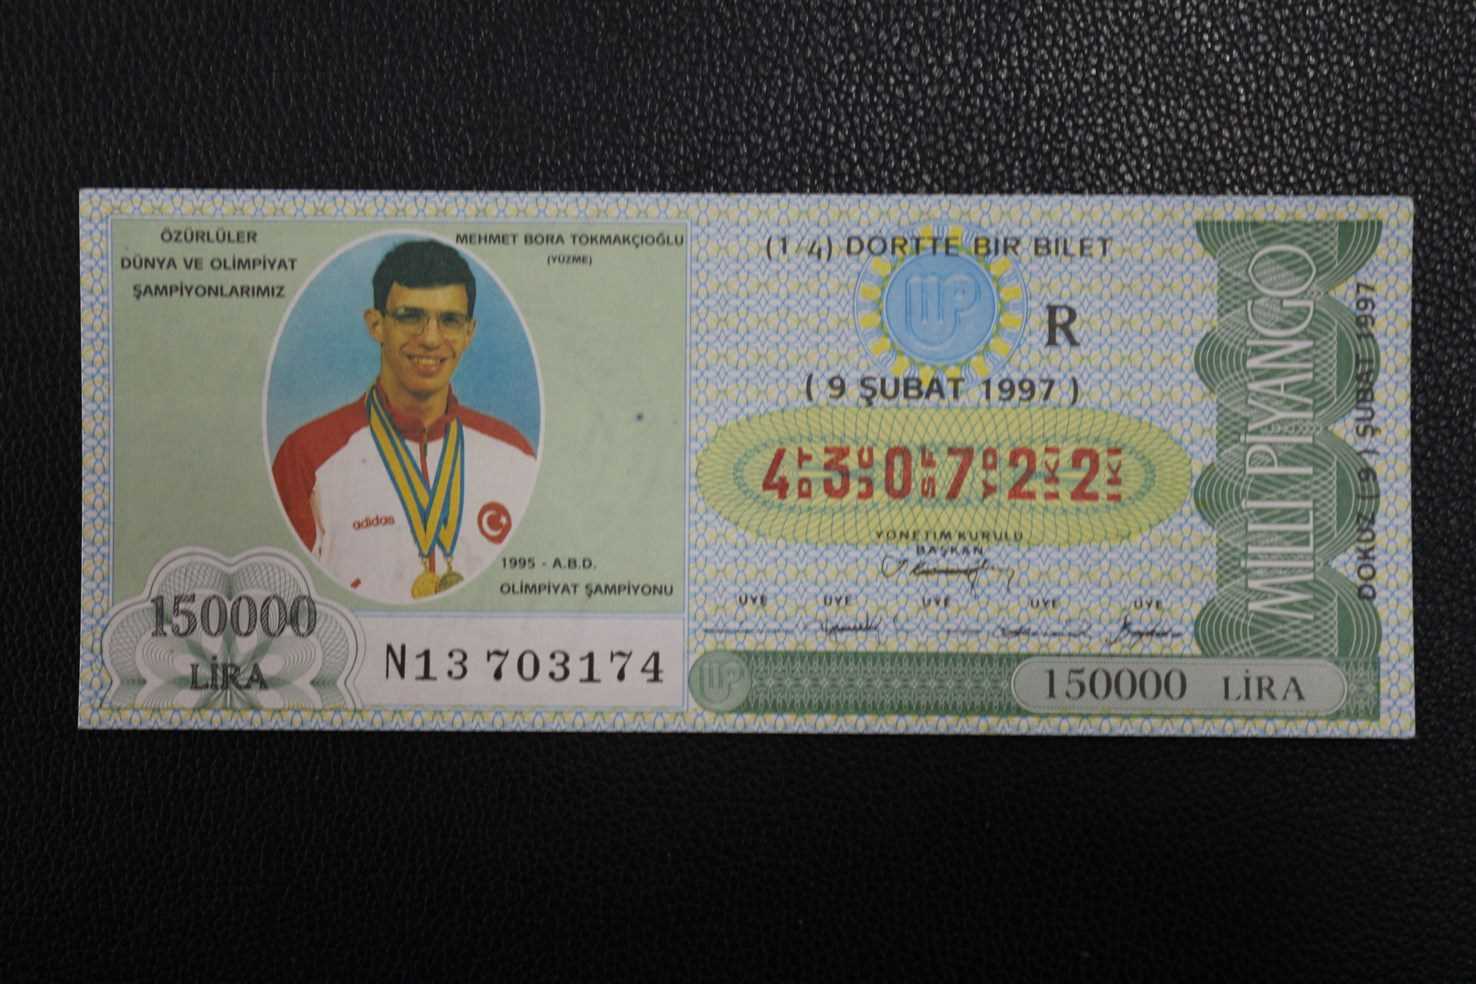 ÖZÜRLÜLER
DÜNYA VE OLİMPİYAT
ŞAMPİYONLARIMIZ
MEHMET BORA TOKMAKÇIOĞLU
(YÜZME)
adidas
1995 - A.B.D.
OLİMPİYAT ŞAMPİYONU
150000
LİRA
N13 703174
(1/4) DÖRTTE BİR BİLET
R
( 9 ŞUBAT 1997 )
4 3 0 7 2 2
YÖNETİM KURULU
BAŞKAN
ÜYE ÜYE ÜYE ÜYE ÜYE
150000 LİRA
MİLLİ PİYANGO
DOKUZ ( 9 ) ŞUBAT 1997